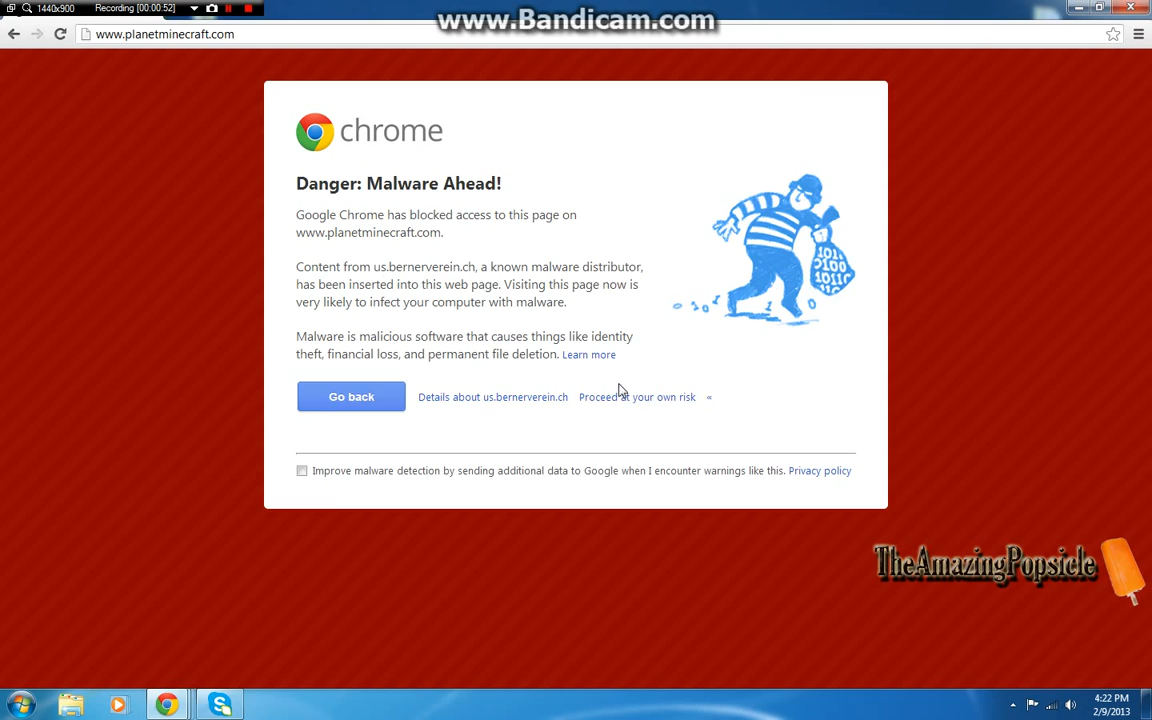 1440x900 Recording [00:00:52]
www.Bandicam.com
www.planetminecraft.com
chrome
Danger: Malware Ahead!
Google Chrome has blocked access to this page on
www.planetminecraft.com.
Content from us.bernerverein.ch, a known malware distributor,
has been inserted into this web page. Visiting this page now is
very likely to infect your computer with malware.
Malware is malicious software that causes things like identity
theft, financial loss, and permanent file deletion. Learn more
Go back Details about us.bernerverein.ch Proceed at your own risk «
Improve malware detection by sending additional data to Google when I encounter warnings like this. Privacy policy
TheAmazingPopsicle
4:22 PM
2/9/2013